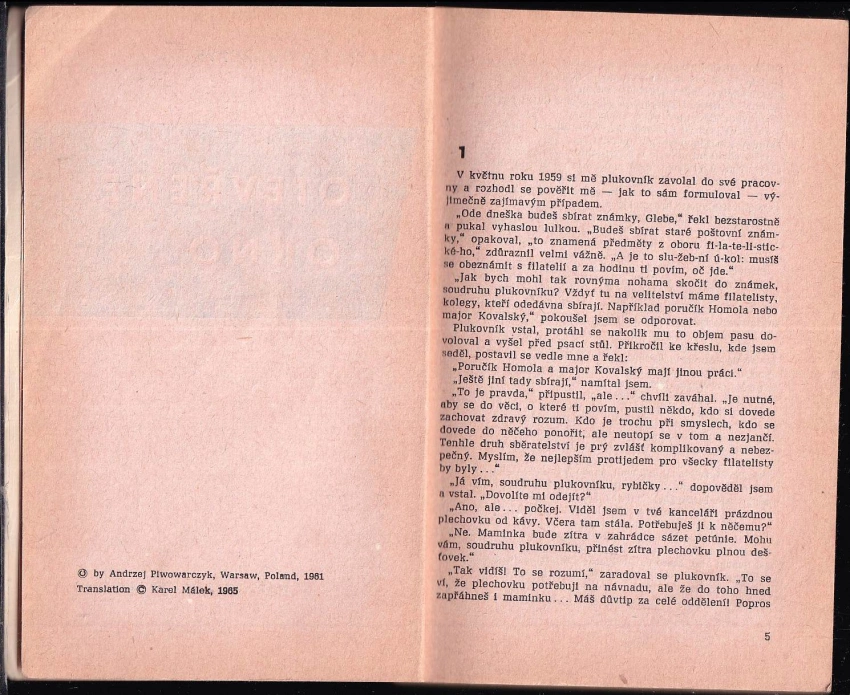 © by Andrzej Piwowarczyk, Warsaw, Poland, 1961
Translation © Karel Málek, 1965
1
V květnu roku 1959 si mě plukovník zavolal do své pracov-
ny a rozhodl se pověřit mě — jak to sám formuloval — vý-
jimečně zajímavým případem.
„Ode dneška budeš sbírat známky, Glebe,“ řekl bezstarostně
a pukal vyhaslou lulkou. „Budeš sbírat staré poštovní znám-
ky,“ opakoval, „to znamená předměty z oboru fi-la-te-li-stic-
ké-ho,“ zdůraznil velmi vážně. „A je to slu-žeb-ní ú-kol: musíš
se obeznámit s filatelií a za hodinu ti povím, oč jde.“
„Jak bych mohl tak rovnýma nohama skočit do známek,
soudruhu plukovníku? Vždyť tu na velitelství máme filatelisty,
kolegy, kteří odedávna sbírají. Například poručík Homola nebo
major Kovalský,“ pokoušel jsem se odporovat.
Plukovník vstal, protáhl se nakolik mu to objem pasu do-
voloval a vyšel před psací stůl. Přikročil ke křeslu, kde jsem
seděl, postavil se vedle mne a řekl:
„Poručík Homola a major Kovalský mají jinou práci.“
„Ještě jiní tady sbírají,“ namítal jsem.
„To je pravda,“ připustil, „ale...“ chvíli zaváhal. „Je nutné,
aby se do věci, o které ti povím, pustil někdo, kdo si dovede
zachovat zdravý rozum. Kdo je trochu při smyslech, kdo se
dovede do něčeho ponořit, ale neutopí se v tom a nezjančí.
Tenhle druh sběratelství je prý zvlášť komplikovaný a nebez-
pečný. Myslím, že nejlepším protijedem pro všecky filatelisty
by byly...“
„Já vím, soudruhu plukovníku, rybičky...“ dopověděl jsem
a vstal. „Dovolíte mi odejít?“
„Ano, ale... počkej. Viděl jsem v tvé kanceláři prázdnou
plechovku od kávy. Včera tam stála. Potřebuješ ji k něčemu?“
„Ne. Maminka bude zítra v zahrádce sázet petúnie. Mohu
vám, soudruhu plukovníku, přinést zítra plechovku plnou deš-
ťovek.“
„Tak vidíš! To se rozumí,“ zaradoval se plukovník. „To se
ví, že plechovku potřebuji na návnadu, ale že do toho hned
zapřáhneš i maminku... Máš důvtip za celé oddělení! Popros
5